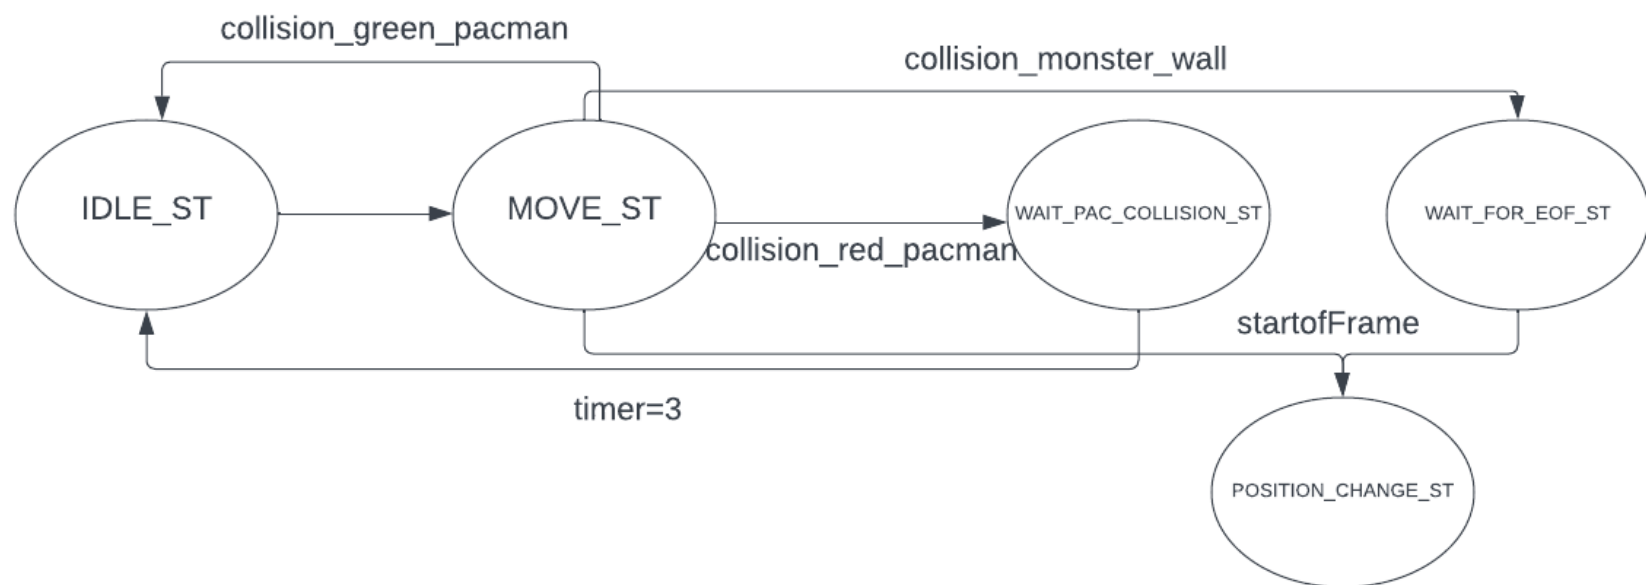 collision_green_pacman
collision_monster_wall
IDLE_ST
MOVE_ST
WAIT_PAC_COLLISION_ST
WAIT_FOR_EOF_ST
collision_red_pacman
startofFrame
timer=3
POSITION_CHANGE_ST